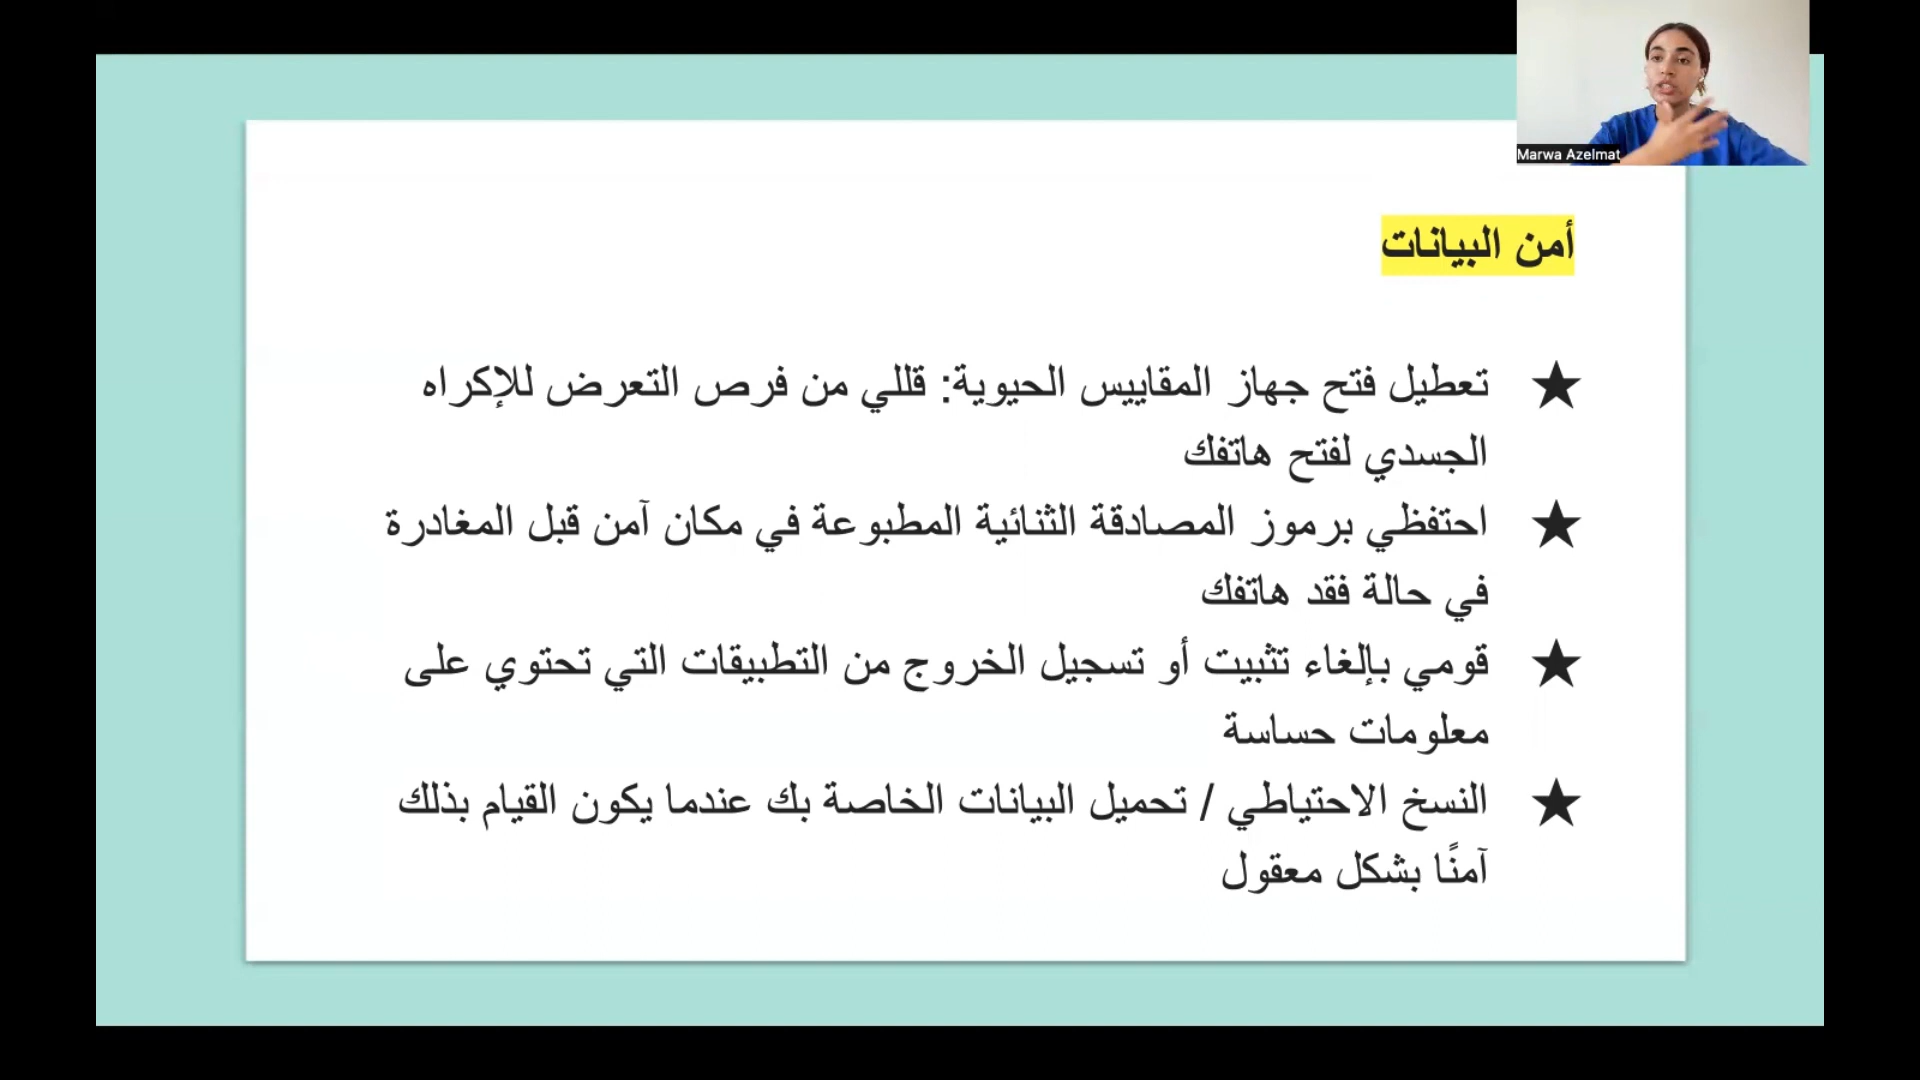 Marwa Azelmat
أمن البيانات
★ تعطيل فتح جهاز المقاييس الحيوية: قللي من فرص التعرض للإكراه
الجسدي لفتح هاتفك
★ احتفظي برموز المصادقة الثنائية المطبوعة في مكان آمن قبل المغادرة
في حالة فقد هاتفك
★ قومي بإلغاء تثبيت أو تسجيل الخروج من التطبيقات التي تحتوي على
معلومات حساسة
★ النسخ الاحتياطي / تحميل البيانات الخاصة بك عندما يكون القيام بذلك
آمنًا بشكل معقول